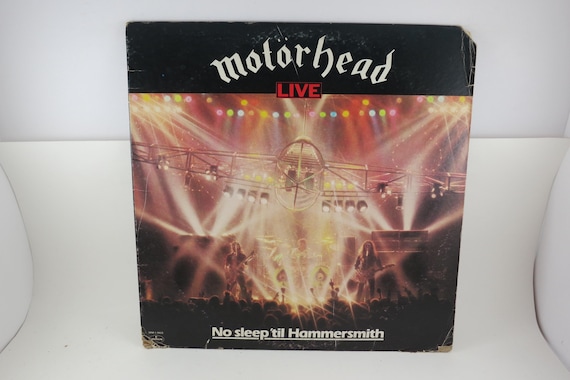 motörhead
LIVE
No sleep 'til Hammersmith